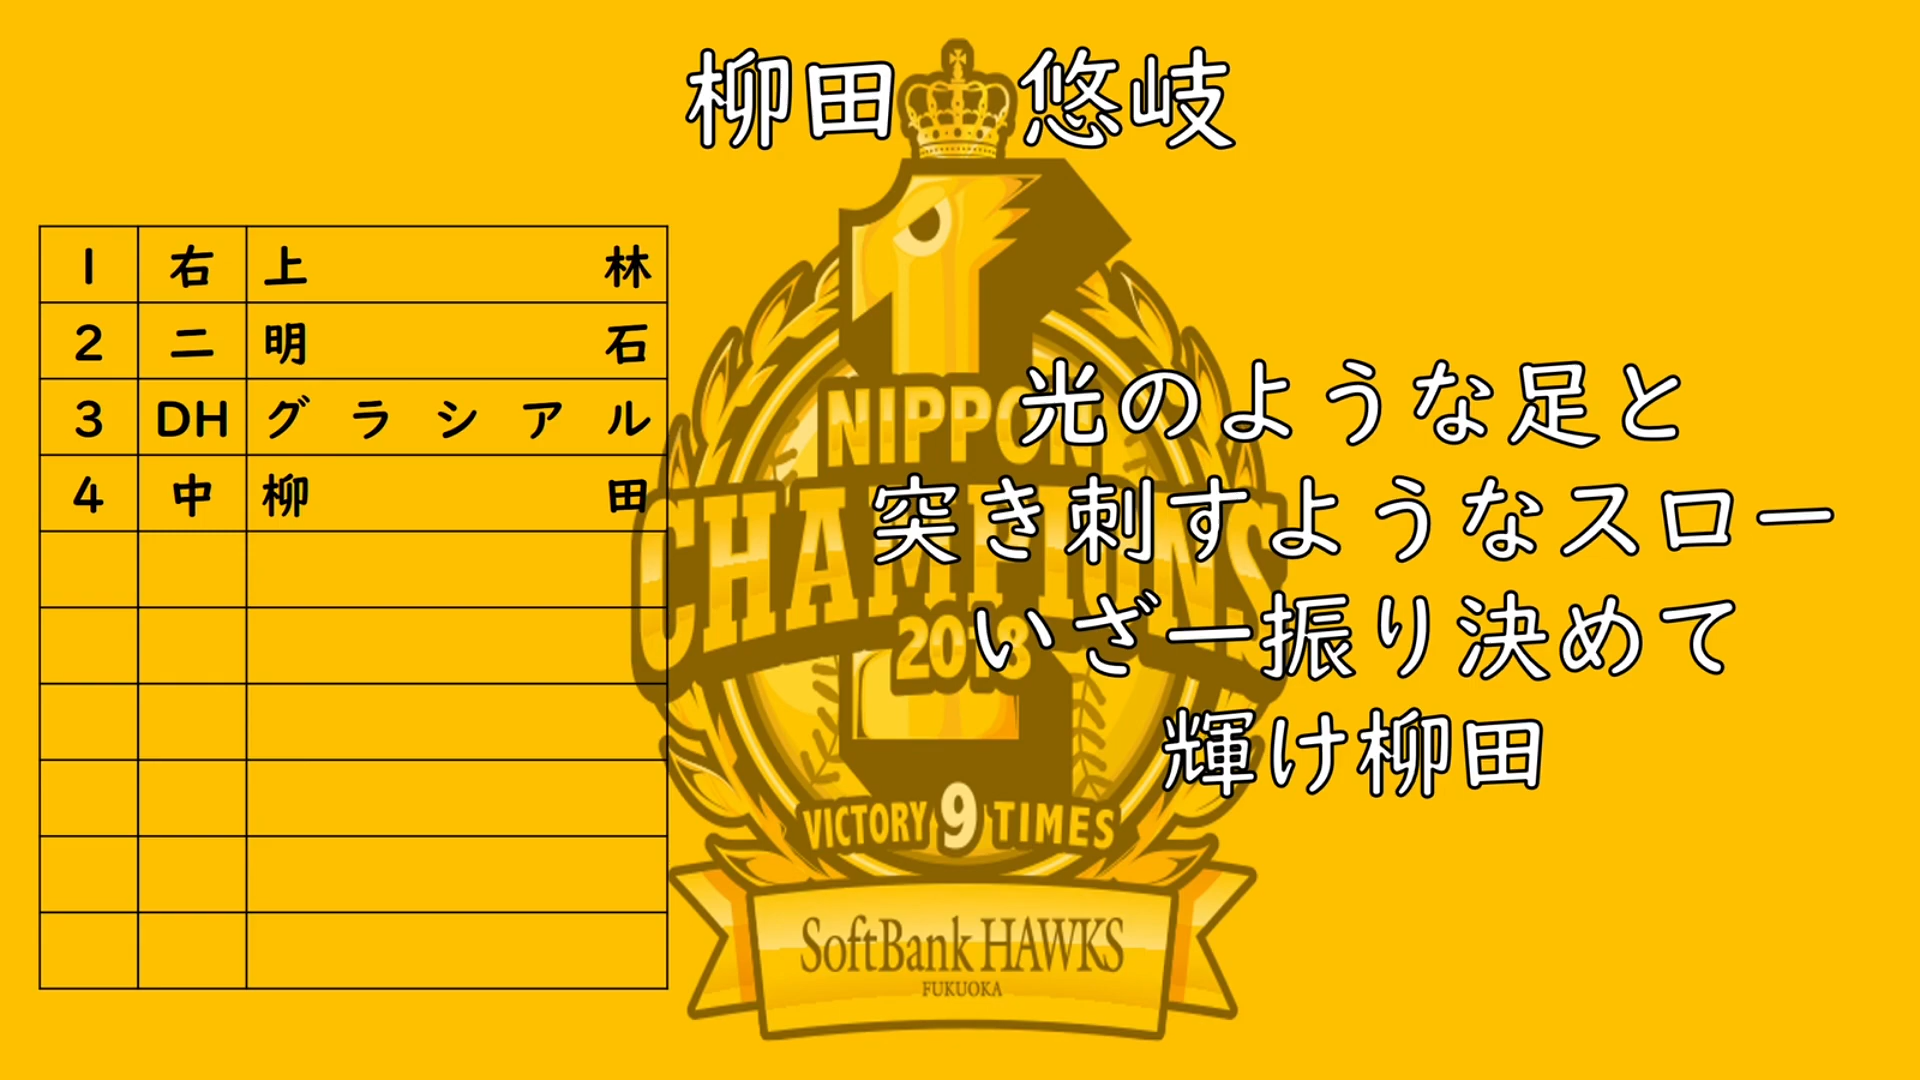 柳田 悠岐
1 右 上林
2 二 明石
3 DH グラシアル
4 中 柳田
光のような足と
突き刺すようなスロー
いざ一振り決めて
輝け柳田
NIPPON
CHAMPIONS
2018
VICTORY 9 TIMES
SoftBank HAWKS
FUKUOKA